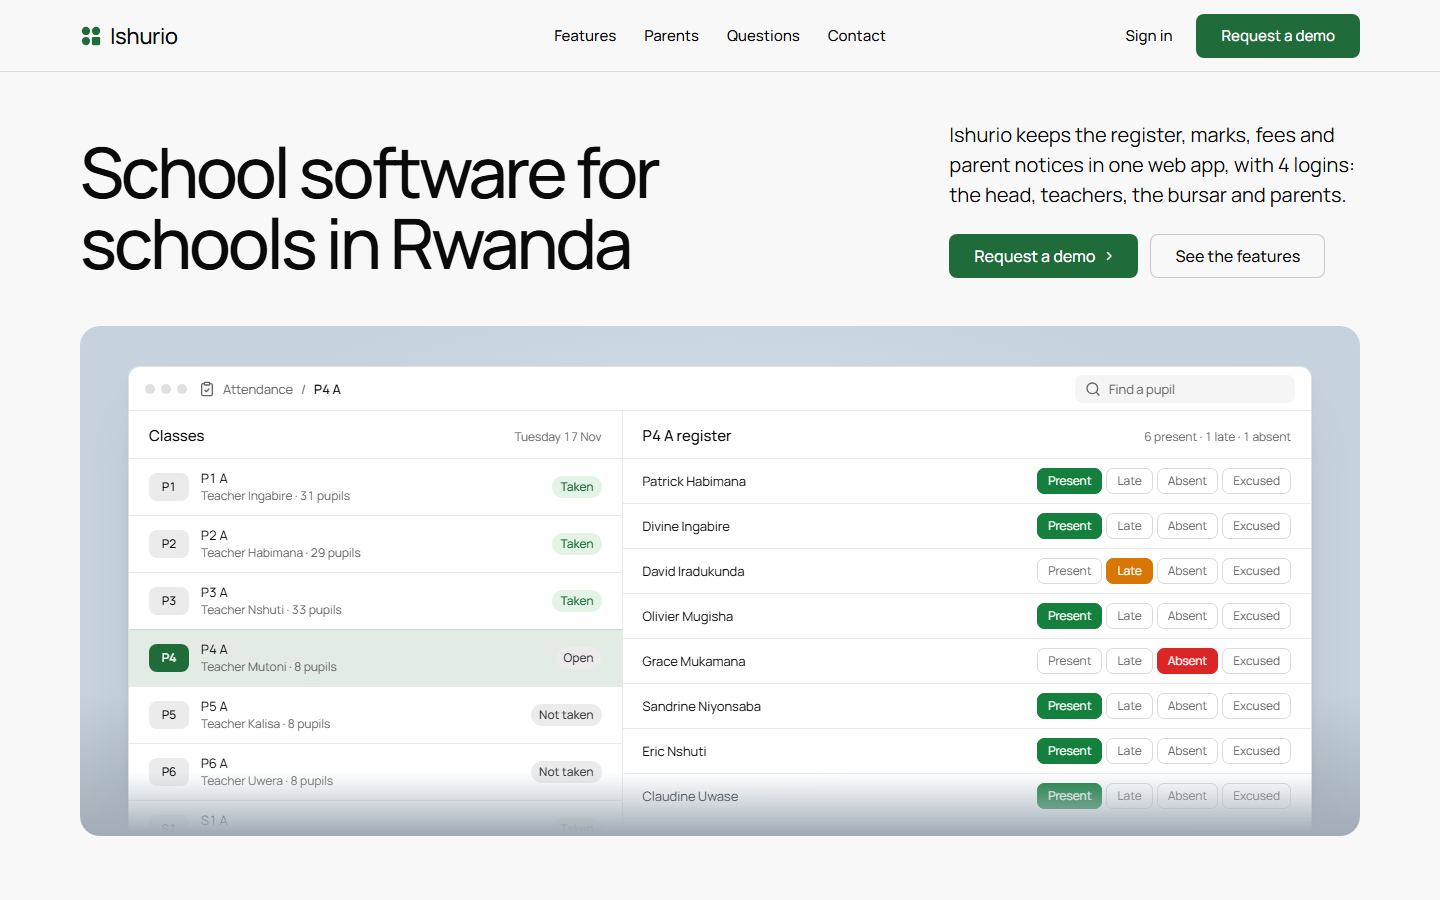 Ishurio
Features Parents Questions Contact
Sign in
Request a demo
School software for
schools in Rwanda
Ishurio keeps the register, marks, fees and
parent notices in one web app, with 4 logins:
the head, teachers, the bursar and parents.
Request a demo
See the features
Attendance / P4 A
Find a pupil
Classes
Tuesday 17 Nov
P1
P1 A
Teacher Ingabire · 31 pupils
Taken
P2
P2 A
Teacher Habimana · 29 pupils
Taken
P3
P3 A
Teacher Nshuti · 33 pupils
Taken
P4
P4 A
Teacher Mutoni · 8 pupils
Open
P5
P5 A
Teacher Kalisa · 8 pupils
Not taken
P6
P6 A
Teacher Uwera · 8 pupils
Not taken
S1
S1 A
Taken
P4 A register
6 present · 1 late · 1 absent
Patrick Habimana
Present Late Absent Excused
Divine Ingabire
Present Late Absent Excused
David Iradukunda
Present Late Absent Excused
Olivier Mugisha
Present Late Absent Excused
Grace Mukamana
Present Late Absent Excused
Sandrine Niyonsaba
Present Late Absent Excused
Eric Nshuti
Present Late Absent Excused
Claudine Uwase
Present Late Absent Excused